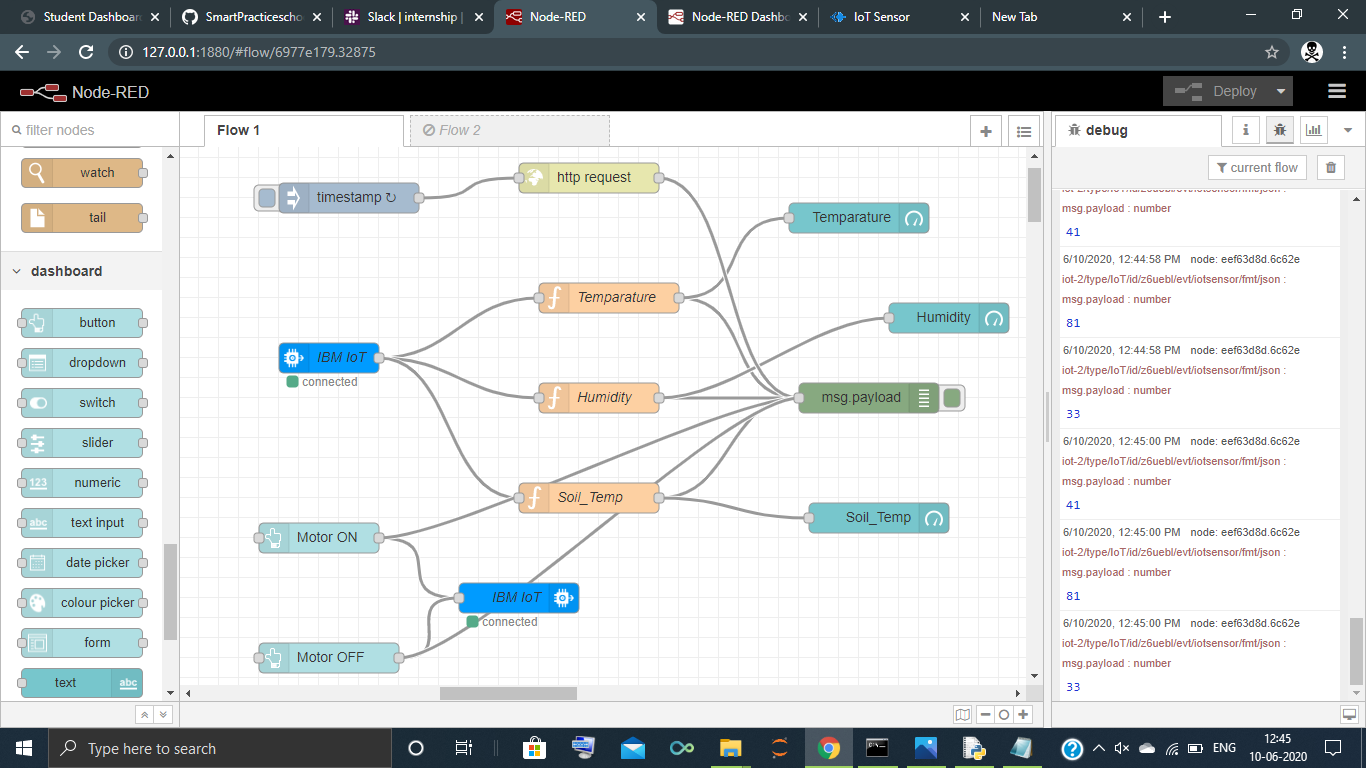 Student Dashboar
SmartPracticescho
Slack | internship |
Node-RED
Node-RED Dashbo
IoT Sensor
New Tab
127.0.0.1:1880/#flow/6977e179.32875
Node-RED
Deploy
filter nodes
watch
tail
dashboard
button
dropdown
switch
slider
numeric
text input
date picker
colour picker
form
text
123
abc
abc
Flow 1
Flow 2
timestamp ↻
http request
Temparature
Temparature
Humidity
IBM IoT
connected
Humidity
msg.payload
Soil_Temp
Soil_Temp
Motor ON
IBM IoT
connected
Motor OFF
debug
i
current flow
iot-2/type/IoT/id/z6uebl/evt/iotsensor/fmt/json :
msg.payload : number
41
6/10/2020, 12:44:58 PM node: eef63d8d.6c62e
iot-2/type/IoT/id/z6uebl/evt/iotsensor/fmt/json :
msg.payload : number
81
6/10/2020, 12:44:58 PM node: eef63d8d.6c62e
iot-2/type/IoT/id/z6uebl/evt/iotsensor/fmt/json :
msg.payload : number
33
6/10/2020, 12:45:00 PM node: eef63d8d.6c62e
iot-2/type/IoT/id/z6uebl/evt/iotsensor/fmt/json :
msg.payload : number
41
6/10/2020, 12:45:00 PM node: eef63d8d.6c62e
iot-2/type/IoT/id/z6uebl/evt/iotsensor/fmt/json :
msg.payload : number
81
6/10/2020, 12:45:00 PM node: eef63d8d.6c62e
iot-2/type/IoT/id/z6uebl/evt/iotsensor/fmt/json :
msg.payload : number
33
Type here to search
ENG
12:45
10-06-2020